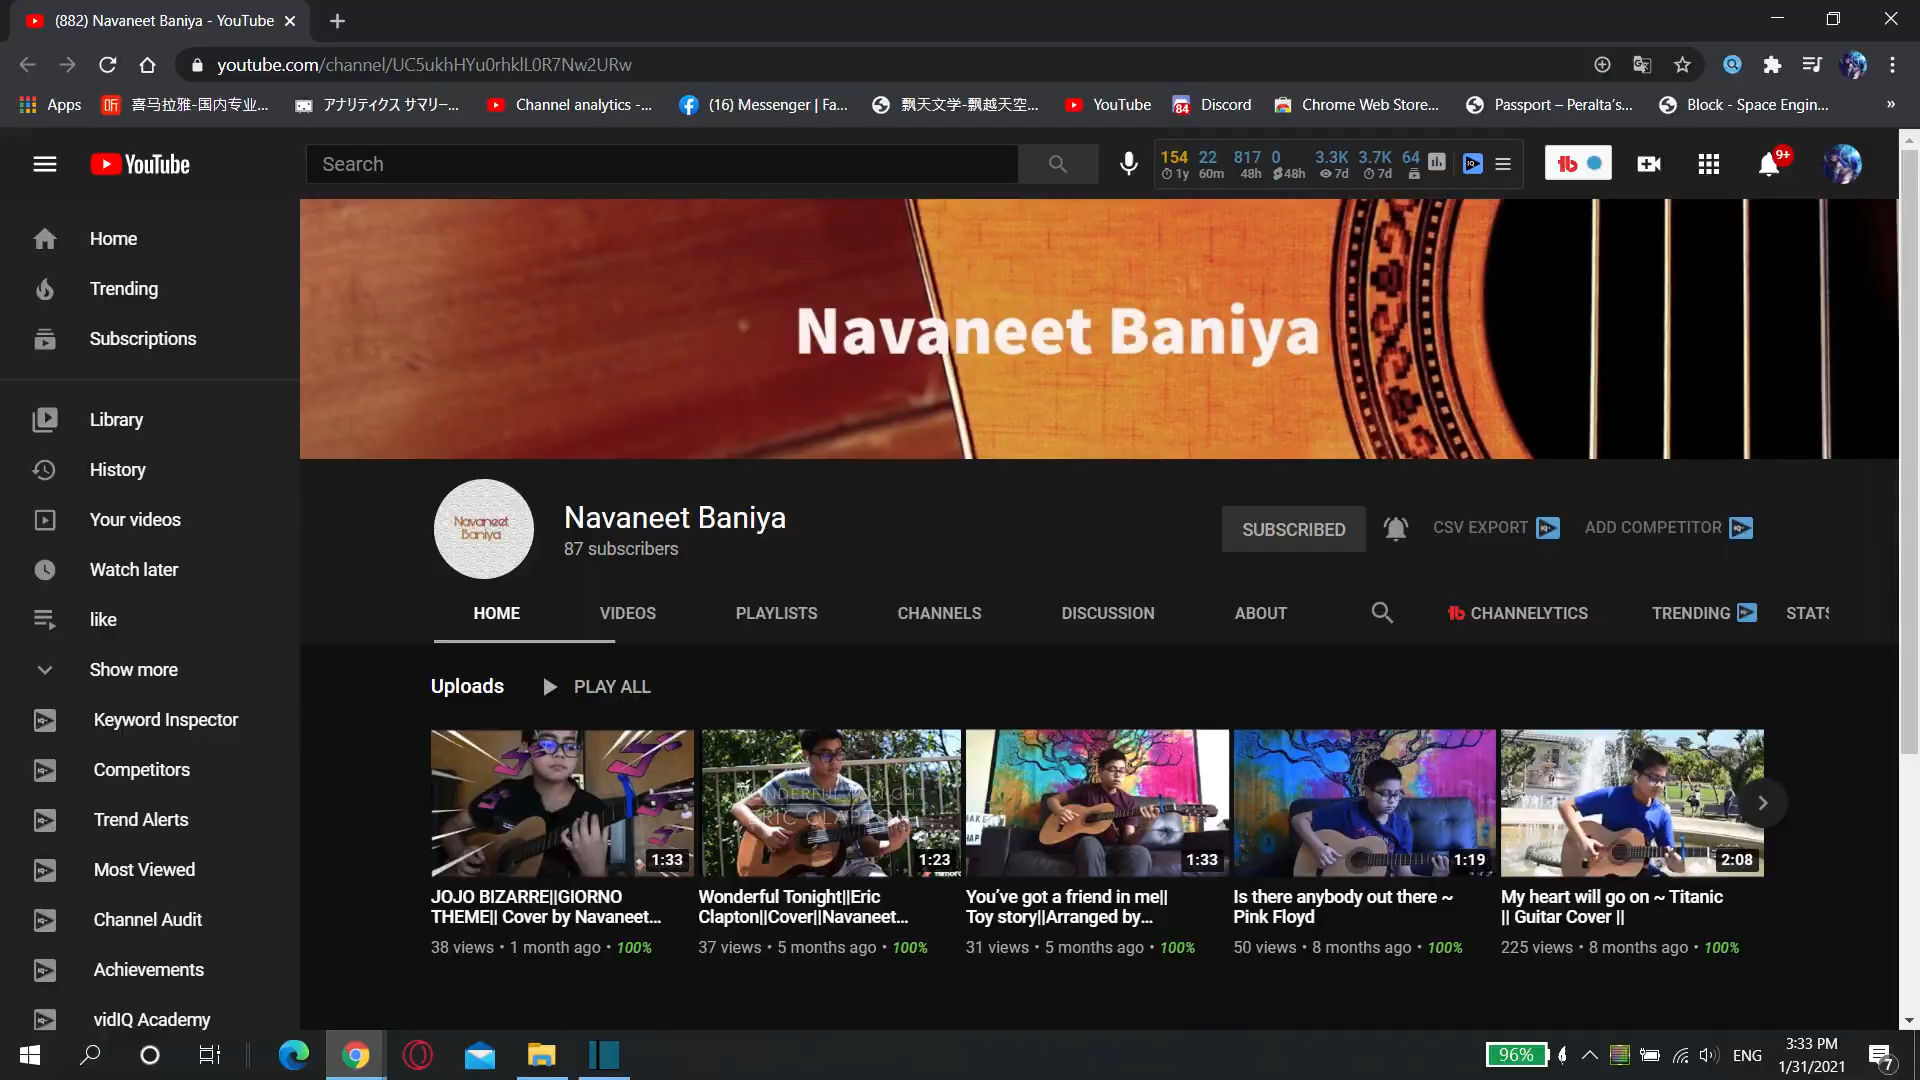 (882) Navaneet Baniya - YouTube
youtube.com/channel/UC5ukhHYu0rhklL0R7Nw2URw
Apps
喜马拉雅-国内专业...
アナリティクス サマリー...
Channel analytics -...
(16) Messenger | Fa...
飘天文学-飘越天空...
YouTube
84
Discord
Chrome Web Store...
Passport – Peralta's...
Block - Space Engin...
»
YouTube
Search
154 22 817 0 3.3K 3.7K 64
1y 60m 48h 48h 7d 7d
9+
Home
Trending
Subscriptions
Library
History
Your videos
Watch later
like
Show more
Keyword Inspector
Competitors
Trend Alerts
Most Viewed
Channel Audit
Achievements
vidIQ Academy
Navaneet Baniya
Navaneet
Baniya
Navaneet Baniya
87 subscribers
SUBSCRIBED
CSV EXPORT
ADD COMPETITOR
HOME
VIDEOS
PLAYLISTS
CHANNELS
DISCUSSION
ABOUT
CHANNELYTICS
TRENDING
STATS
Uploads
PLAY ALL
1:33
WONDERFUL TONIGHT
ERIC CLAPTON
1:23
1:33
1:19
2:08
JOJO BIZARRE||GIORNO
THEME|| Cover by Navaneet...
38 views • 1 month ago • 100%
Wonderful Tonight||Eric
Clapton||Cover||Navaneet...
37 views • 5 months ago • 100%
You've got a friend in me||
Toy story||Arranged by...
31 views • 5 months ago • 100%
Is there anybody out there ~
Pink Floyd
50 views • 8 months ago • 100%
My heart will go on ~ Titanic
|| Guitar Cover ||
225 views • 8 months ago • 100%
96%
ENG
3:33 PM
1/31/2021
7